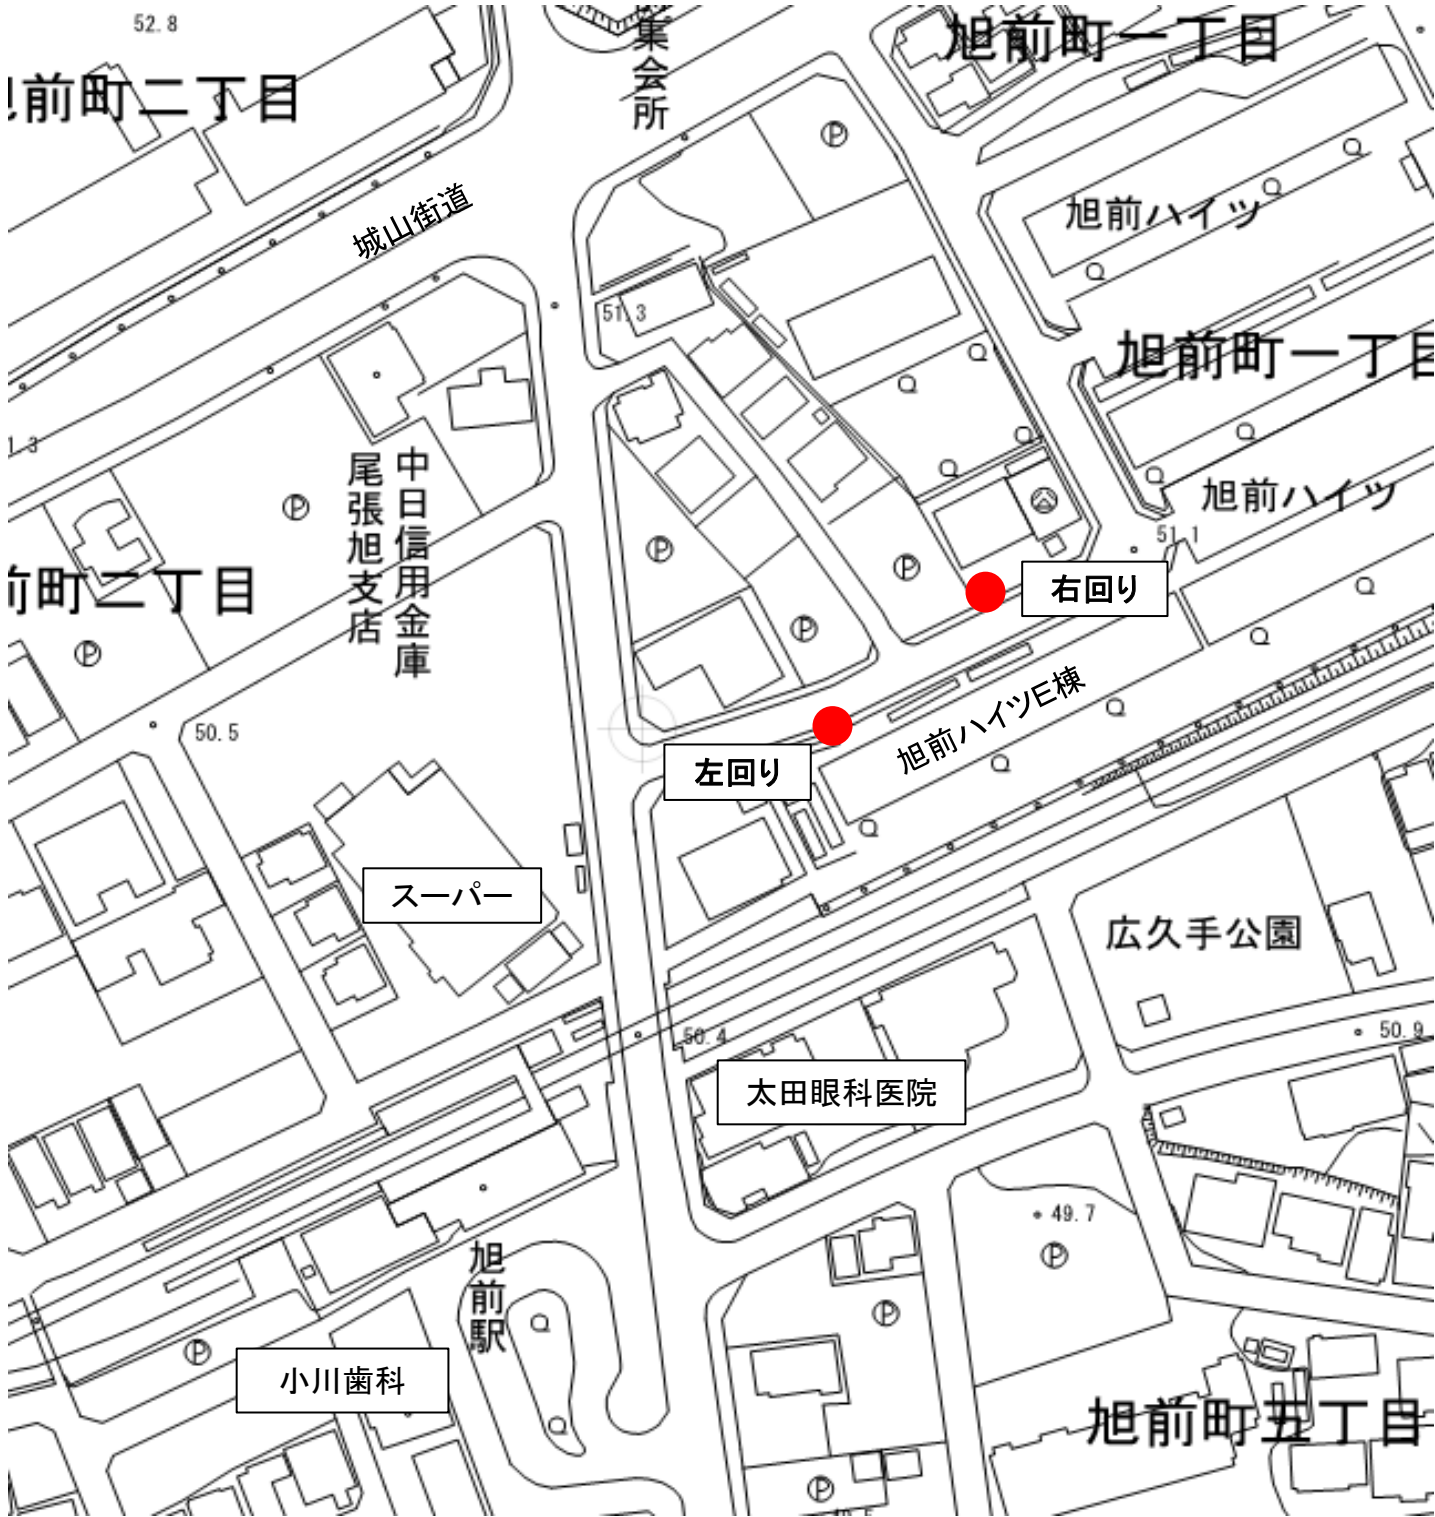 52.8
集会所
旭前町一丁目
前町二丁目
城山街道
旭前ハイツ
51.3
旭前町一丁目
中日信用金庫
尾張旭支店
旭前ハイツ
51.1
町二丁目
右回り
旭前ハイツE棟
50.5
左回り
スーパー
広久手公園
50.4
50.9
太田眼科医院
49.7
旭前駅
小川歯科
旭前町五丁目